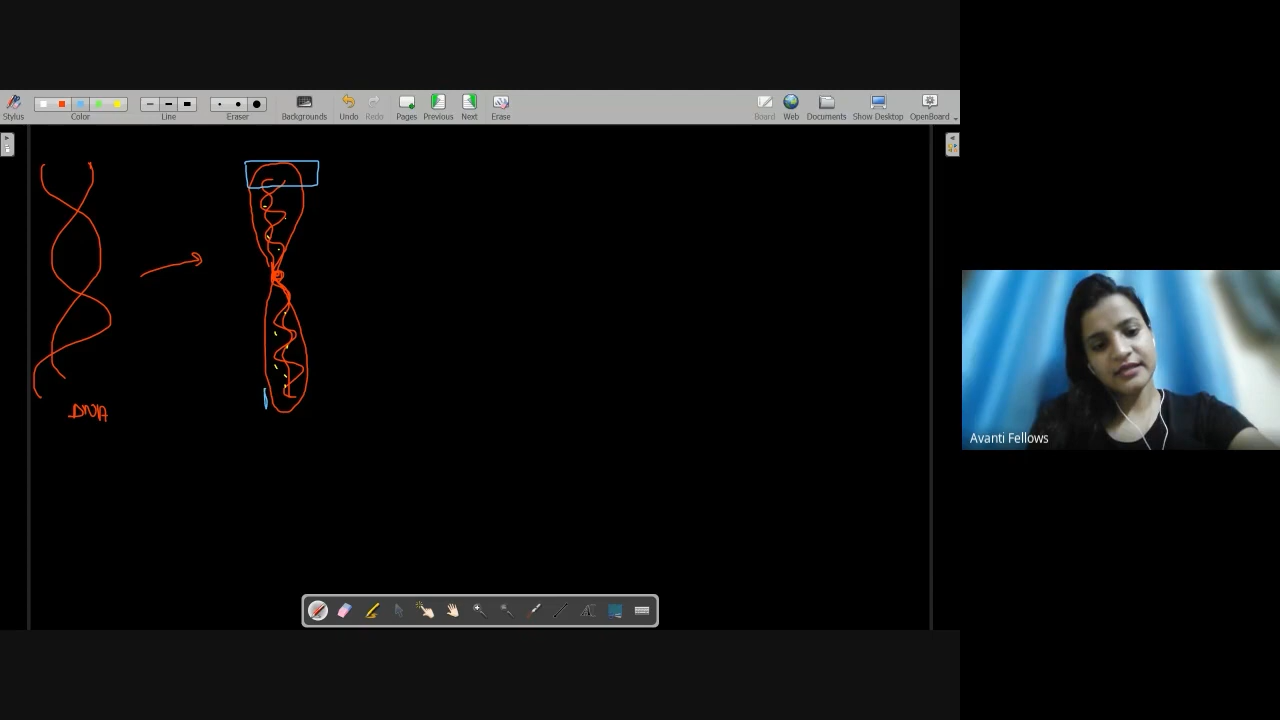 Stylus
Color
Line
Eraser
Backgrounds
Undo
Redo
Pages
Previous
Next
Erase
Board
Web
Documents
Show Desktop
OpenBoard
DNA
Avanti Fellows